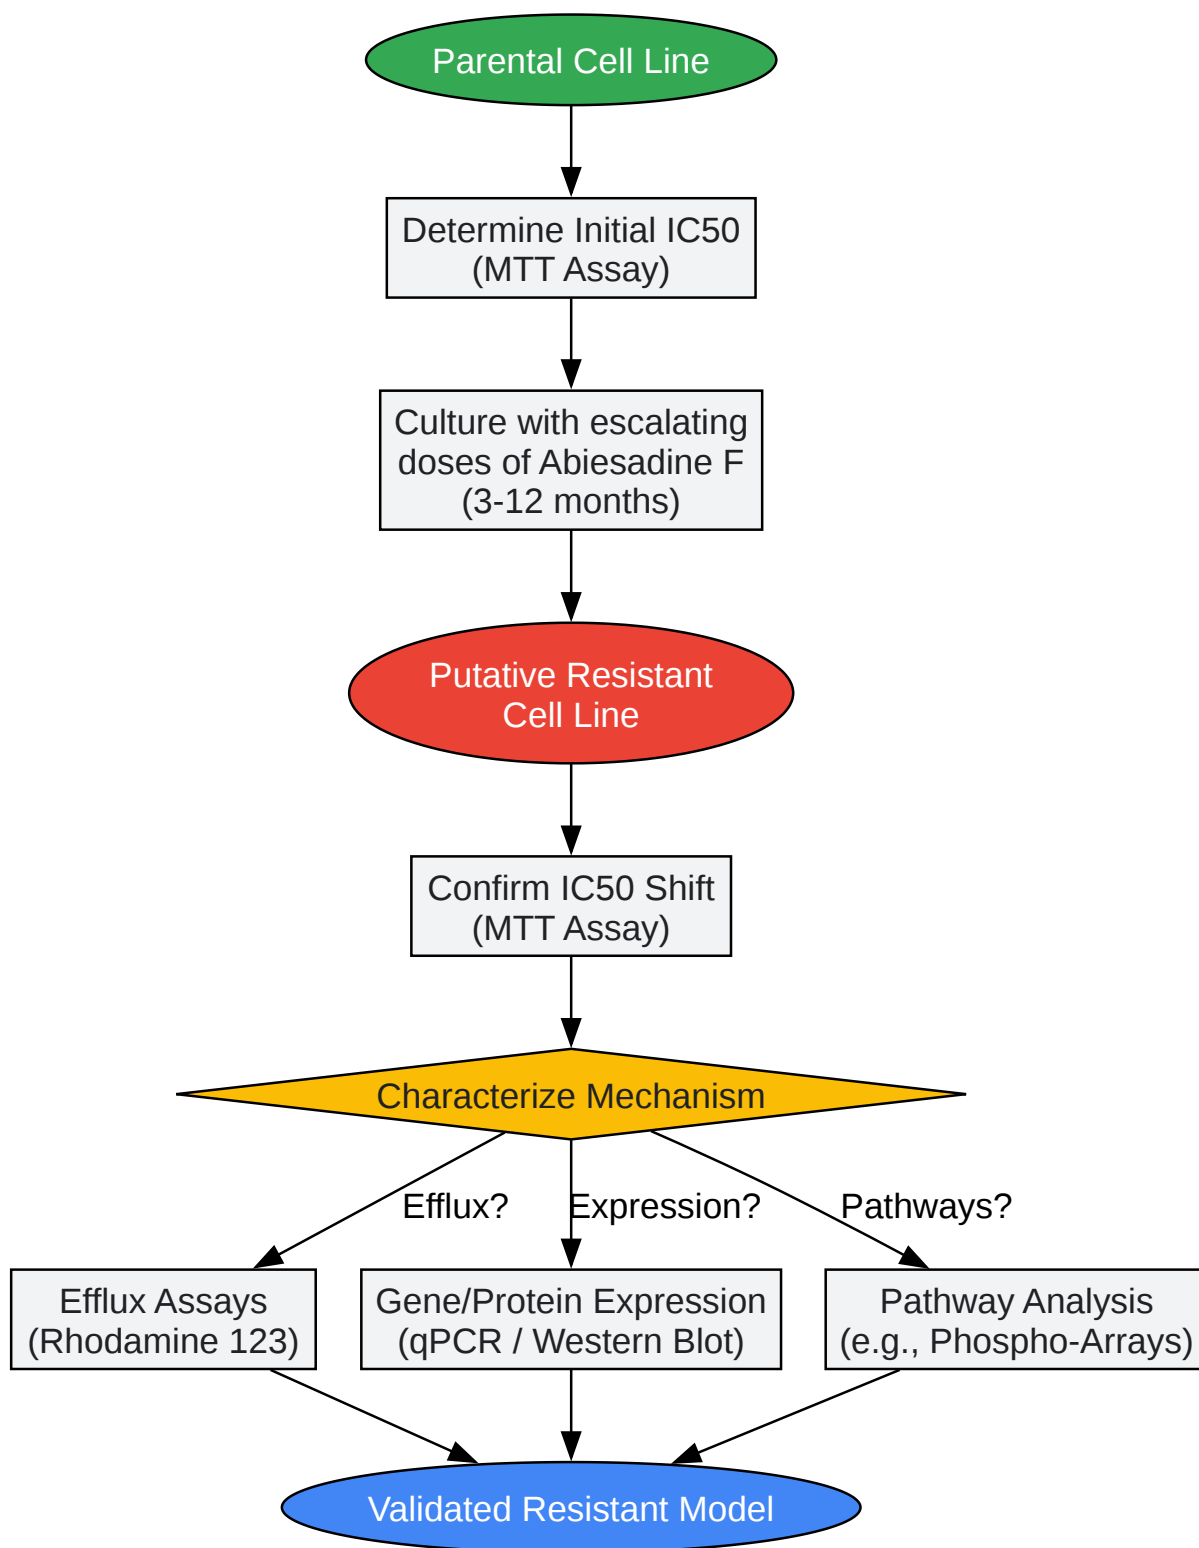 Parental Cell Line
Determine Initial IC50
(MTT Assay)
Culture with escalating
doses of Abiesadine F
(3-12 months)
Putative Resistant
Cell Line
Confirm IC50 Shift
(MTT Assay)
Characterize Mechanism
Efflux?
Expression?
Pathways?
Efflux Assays
(Rhodamine 123)
Gene/Protein Expression
(qPCR / Western Blot)
Pathway Analysis
(e.g., Phospho-Arrays)
Validated Resistant Model